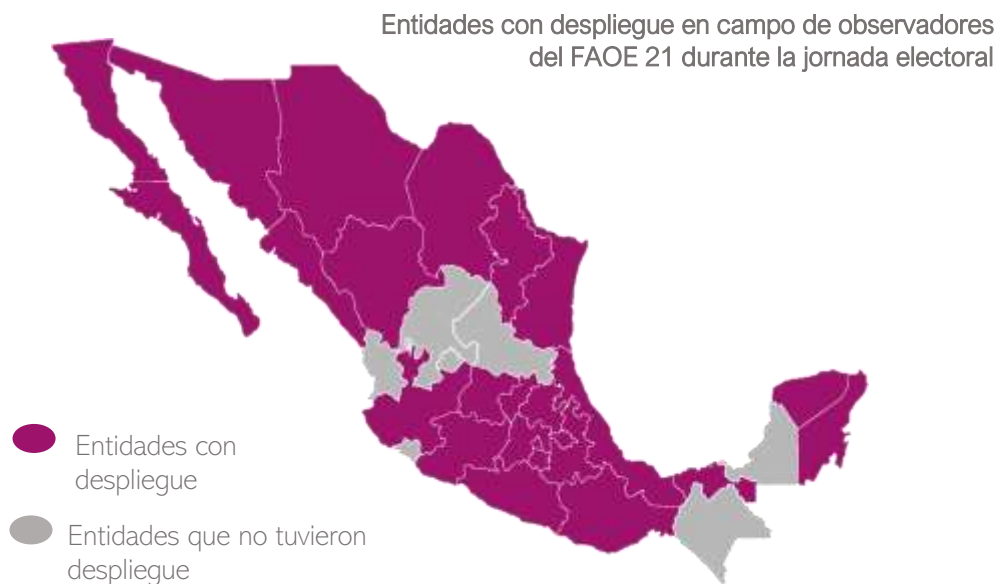 Entidades con despliegue en campo de observadores
del FAOE 21 durante la jornada electoral
Entidades con
despliegue
Entidades que no tuvieron
despliegue